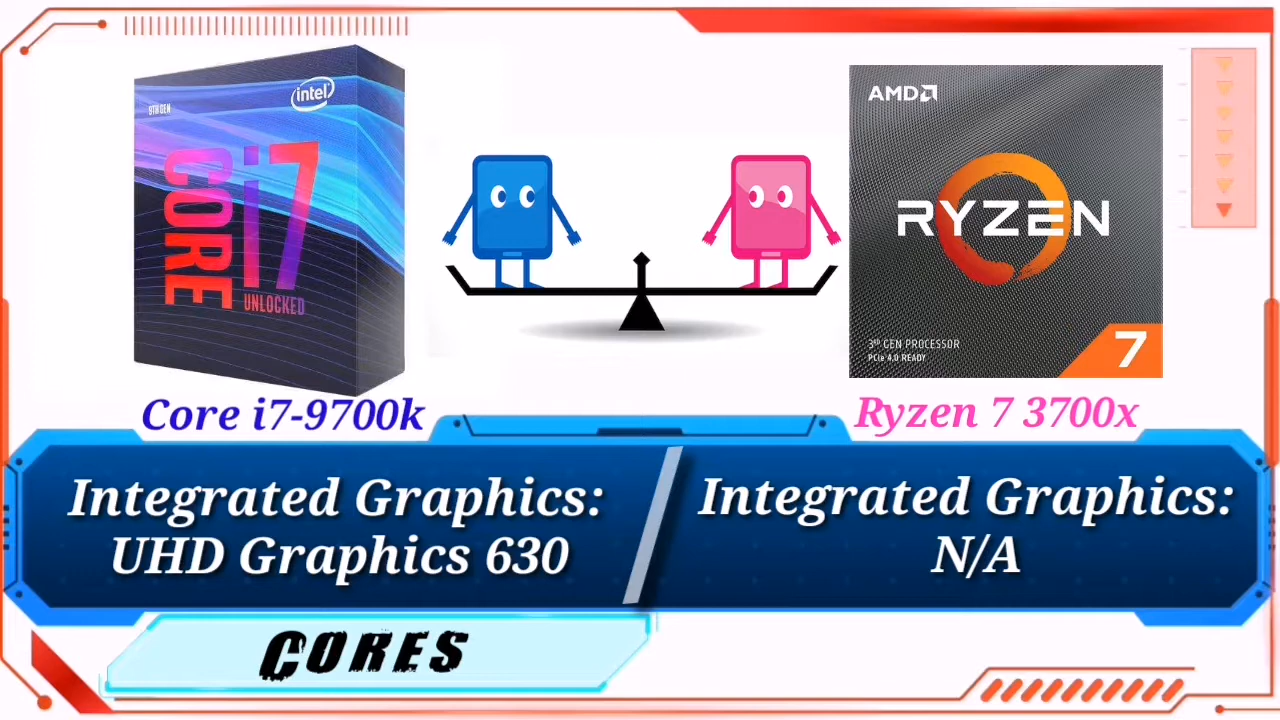 9TH GEN
intel
CORE
i7
UNLOCKED
AMD
RYZEN
3RD GEN PROCESSOR
PCIe 4.0 READY
7
Core i7-9700k
Ryzen 7 3700x
Integrated Graphics:
UHD Graphics 630
Integrated Graphics:
N/A
CORES